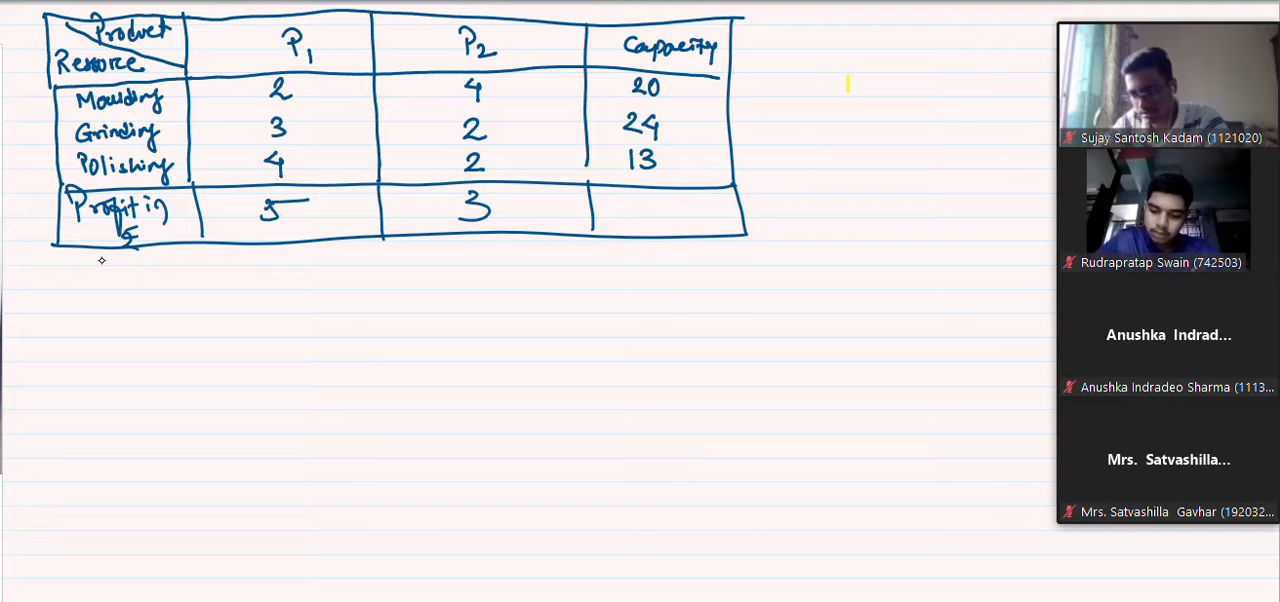 Product P1 P2 Capacity
Resource
Moulding 2 4 20
Grinding 3 2 24
Polishing 4 2 13
Profit in 5 3
Sujay Santosh Kadam (1121020)
Rudrapratap Swain (742503)
Anushka Indrad...
Anushka Indradeo Sharma (1113...
Mrs. Satvashilla...
Mrs. Satvashilla Gavhar (192032...